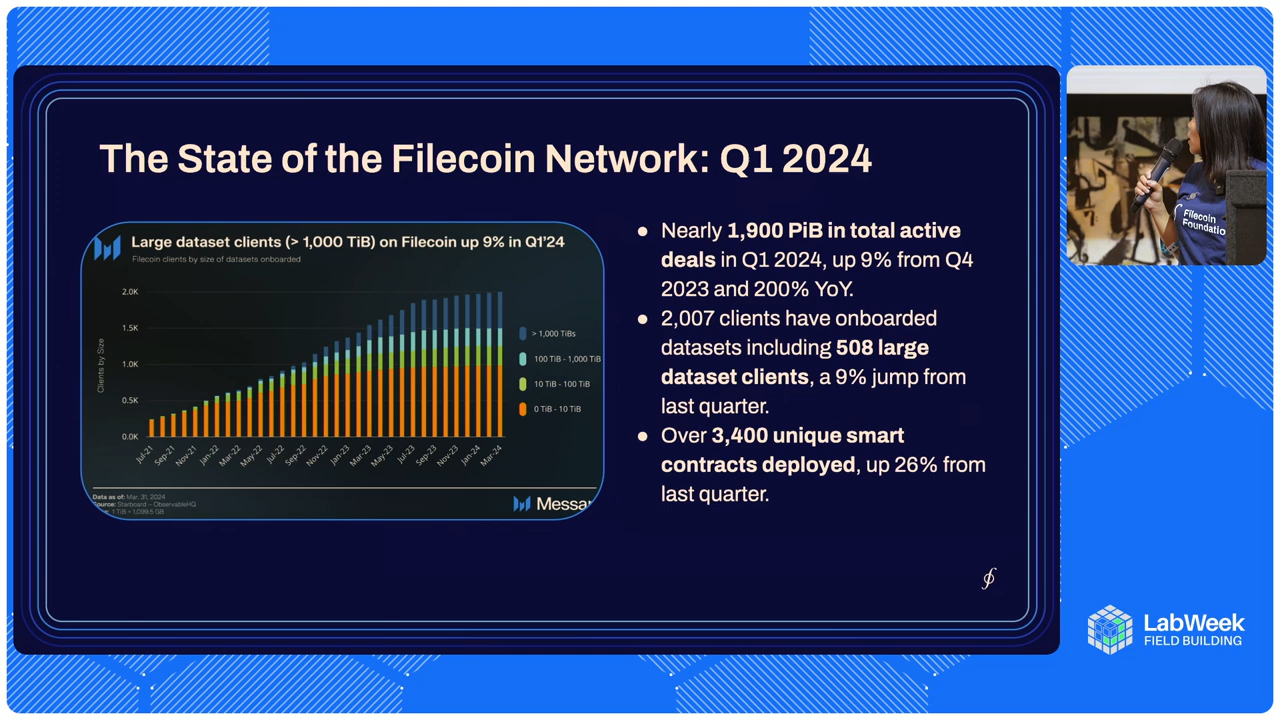 The State of the Filecoin Network: Q1 2024
Large dataset clients (> 1,000 TiB) on Filecoin up 9% in Q1'24
Filecoin clients by size of datasets onboarded
Clients by Size
2.0K
1.5K
1.0K
0.5K
0.0K
Jul-21
Sep-21
Nov-21
Jan-22
Mar-22
May-22
Jul-22
Sep-22
Nov-22
Jan-23
Mar-23
May-23
Jul-23
Sep-23
Nov-23
Jan-24
Mar-24
> 1,000 TiBs
100 TiB - 1,000 TiB
10 TiB - 100 TiB
0 TiB - 10 TiB
Data as of: Mar. 31, 2024
Source: Starboard – ObservableHQ
1 TiB = 1,099.5 GB
Messar
● Nearly 1,900 PiB in total active
deals in Q1 2024, up 9% from Q4
2023 and 200% YoY.
● 2,007 clients have onboarded
datasets including 508 large
dataset clients, a 9% jump from
last quarter.
● Over 3,400 unique smart
contracts deployed, up 26% from
last quarter.
Filecoin
Foundatio
LabWeek
FIELD BUILDING